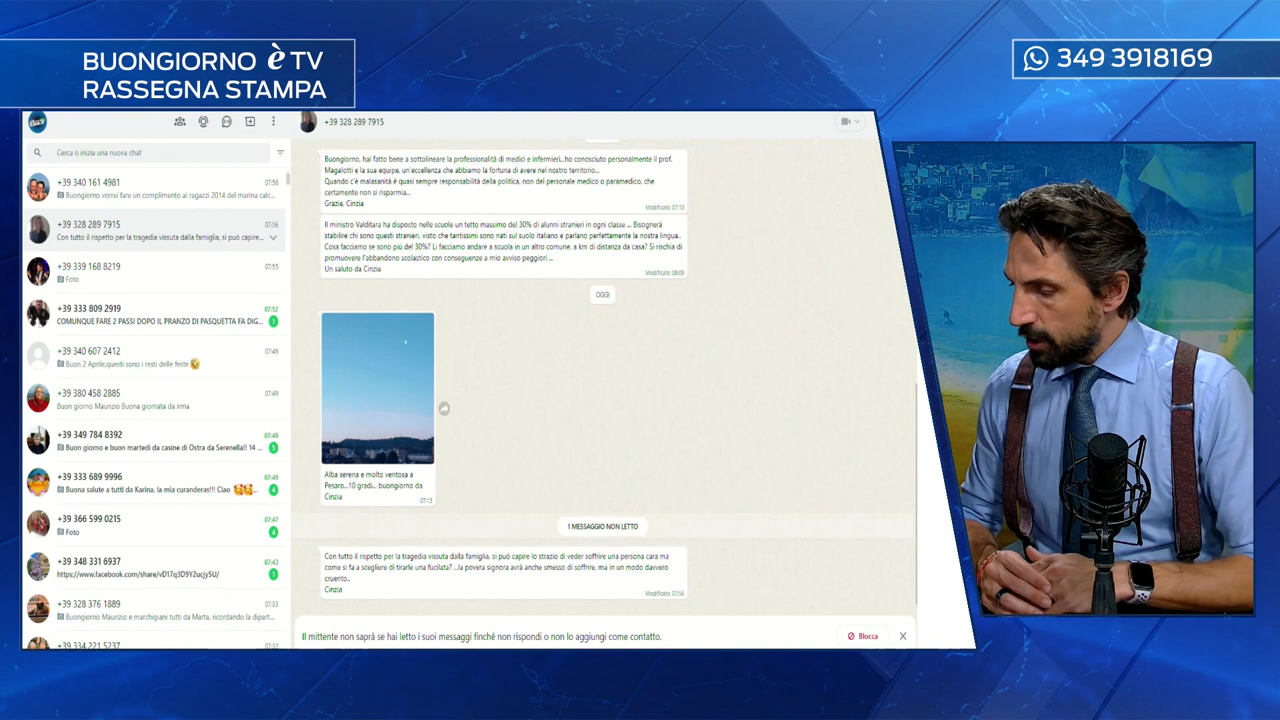 BUONGIORNO è TV
RASSEGNA STAMPA
349 3918169
Cerca o inizia una nuova chat
+39 340 161 4981
07:56
Buongiorno vorrei fare un complimento ai ragazzi 2014 del marina calc...
+39 328 289 7915
07:56
Con tutto il rispetto per la tragedia vissuta dalla famiglia, si può capire...
+39 339 168 8219
07:55
Foto
+39 333 809 2919
07:52
COMUNQUE FARE 2 PASSI DOPO IL PRANZO DI PASQUETTA FA DIG...
1
+39 340 607 2412
07:49
Buon 2 Aprile,questi sono i resti delle feste
+39 380 458 2885
07:49
Buon giorno Maurizio Buona giornata da irma
+39 349 784 8392
07:49
Buon giorno e buon martedi da casine di Ostra da Serenella!! 14 ...
+39 333 689 9996
07:49
Buona salute a tutti da Karina, la mia curanderas!!! Ciao
4
+39 366 599 0215
07:47
Foto
4
+39 348 331 6937
07:43
https://www.facebook.com/share/vD17q3D9Y2ucjy5U/
1
+39 328 376 1889
07:33
Buongiorno Maurizio e marchigiani tutti da Marta, ricordando la dipart...
+39 334 221 5237
07:32
+39 328 289 7915
Buongiorno, hai fatto bene a sottolineare la professionalità di medici e infermieri...ho conosciuto personalmente il prof.
Magalotti e la sua equipe, un'eccellenza che abbiamo la fortuna di avere nel nostro territorio...
Quando c'è malasanità è quasi sempre responsabilità della politica, non del personale medico o paramedico, che
certamente non si risparmia...
Grazie, Cinzia
Modificato 07:19
Il ministro Valditara ha disposto nelle scuole un tetto massimo del 30% di alunni stranieri in ogni classe ... Bisognerà
stabilire chi sono questi stranieri, visto che tantissimi sono nati sul suolo italiano e parlano perfettamente la nostra lingua..
Cosa facciamo se sono più del 30%? Li facciamo andare a scuola in un altro comune, a km di distanza da casa? Si rischia di
promuovere l'abbandono scolastico con conseguenze a mio avviso peggiori ...
Un saluto da Cinzia
Modificato 08:09
OGGI
Alba serena e molto ventosa a
Pesaro...10 gradi... buongiorno da
Cinzia
07:13
1 MESSAGGIO NON LETTO
Con tutto il rispetto per la tragedia vissuta dalla famiglia, si può capire lo strazio di veder soffrire una persona cara ma
come si fa a scegliere di tirarle una fucilata? ...la povera signora avrà anche smesso di soffrire, ma in modo davvero
cruento..
Cinzia
Modificato 07:56
Il mittente non saprà se hai letto i suoi messaggi finché non rispondi o non lo aggiungi come contatto.
Blocca